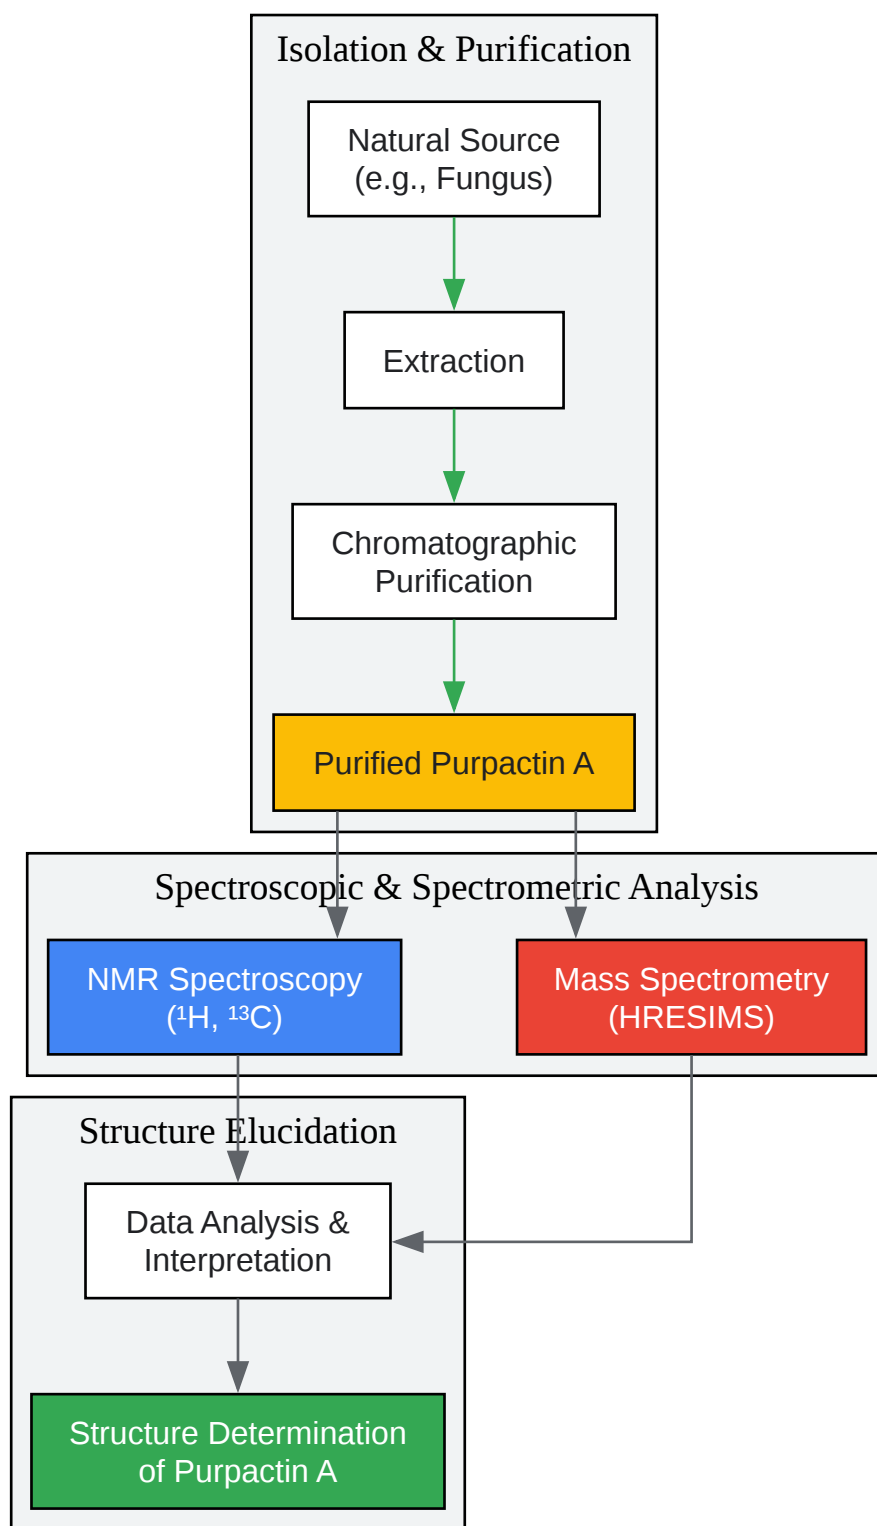 Isolation & Purification
Natural Source
(e.g., Fungus)
Extraction
Chromatographic
Purification
Purified Purpactin A
Spectroscopic & Spectrometric Analysis
NMR Spectroscopy
(¹H, ¹³C)
Mass Spectrometry
(HRESIMS)
Structure Elucidation
Data Analysis &
Interpretation
Structure Determination
of Purpactin A